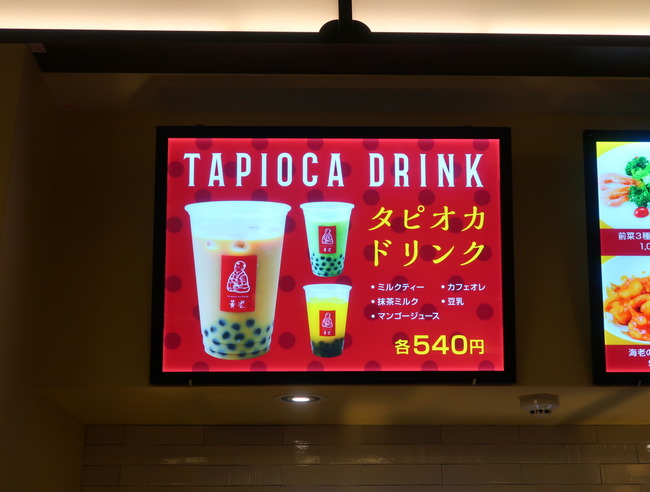 TAPIOCA DRINK
タピオカ
ドリンク
• ミルクティー • カフェオレ
• 抹茶ミルク • 豆乳
• マンゴージュース
各540円
前菜3種
1,0
海老の